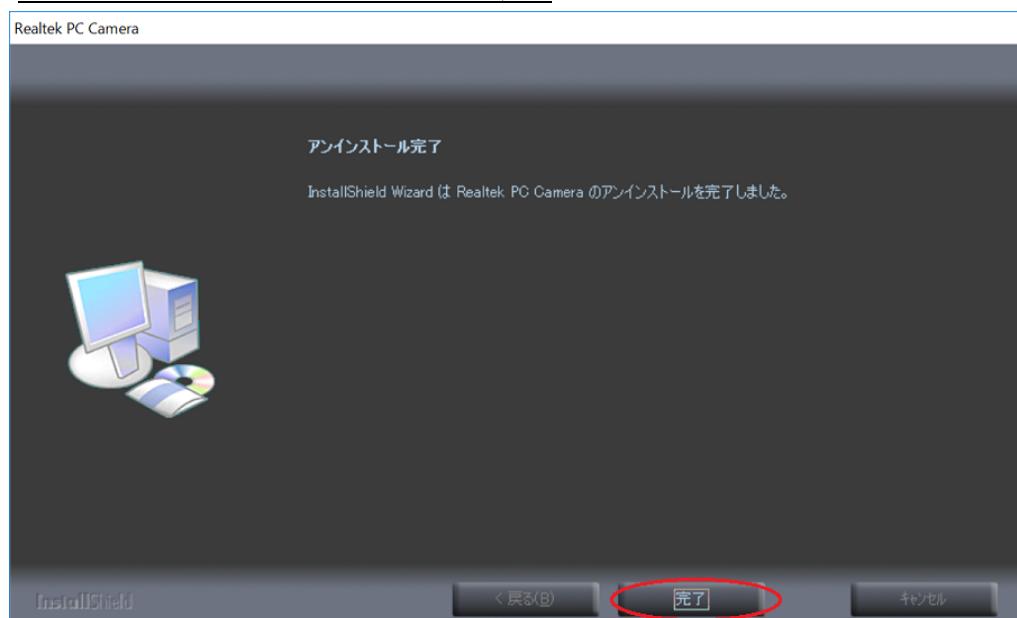 Realtek PC Camera
アンインストール完了
InstallShield Wizard は Realtek PC Camera のアンインストールを完了しました。
InstallShield
< 戻る(B)
完了
キャンセル